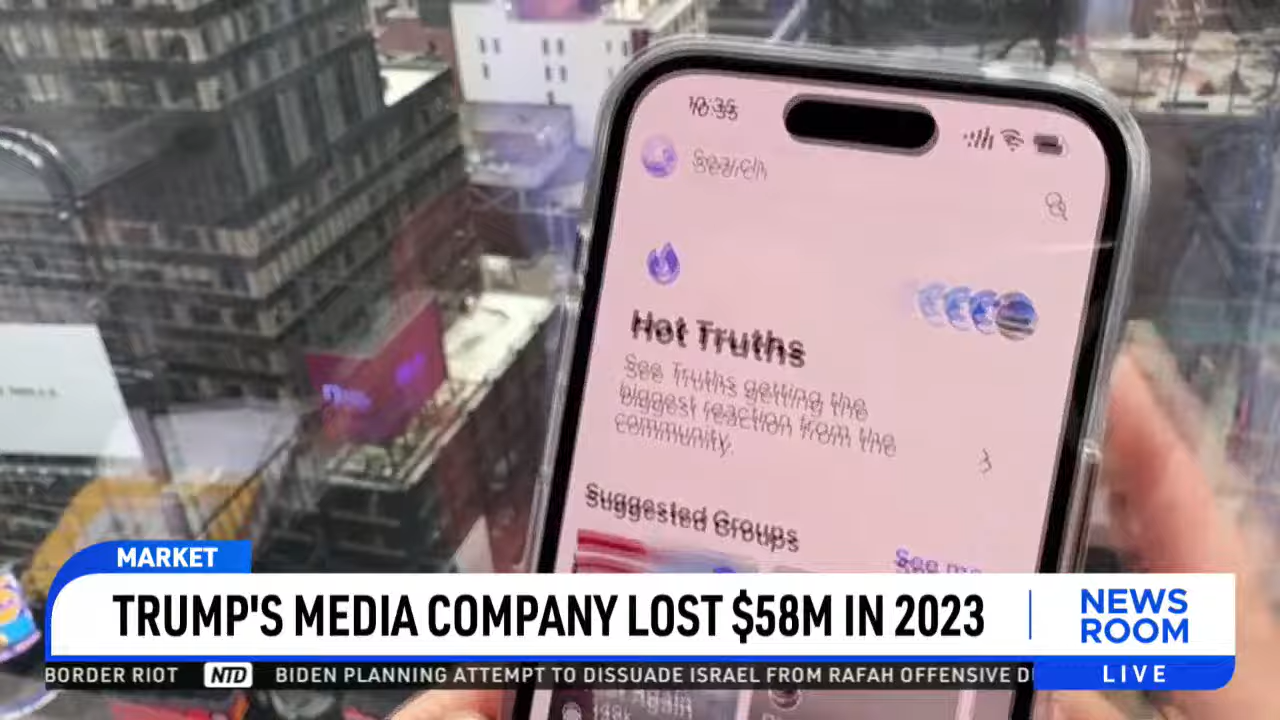 10:35
Search
Hot Truths
See Truths getting the
biggest reaction from the
community.
Suggested Groups
See
MARKET
TRUMP'S MEDIA COMPANY LOST $58M IN 2023
NEWS
ROOM
BORDER RIOT NTD BIDEN PLANNING ATTEMPT TO DISSUADE ISRAEL FROM RAFAH OFFENSIVE
LIVE
Again